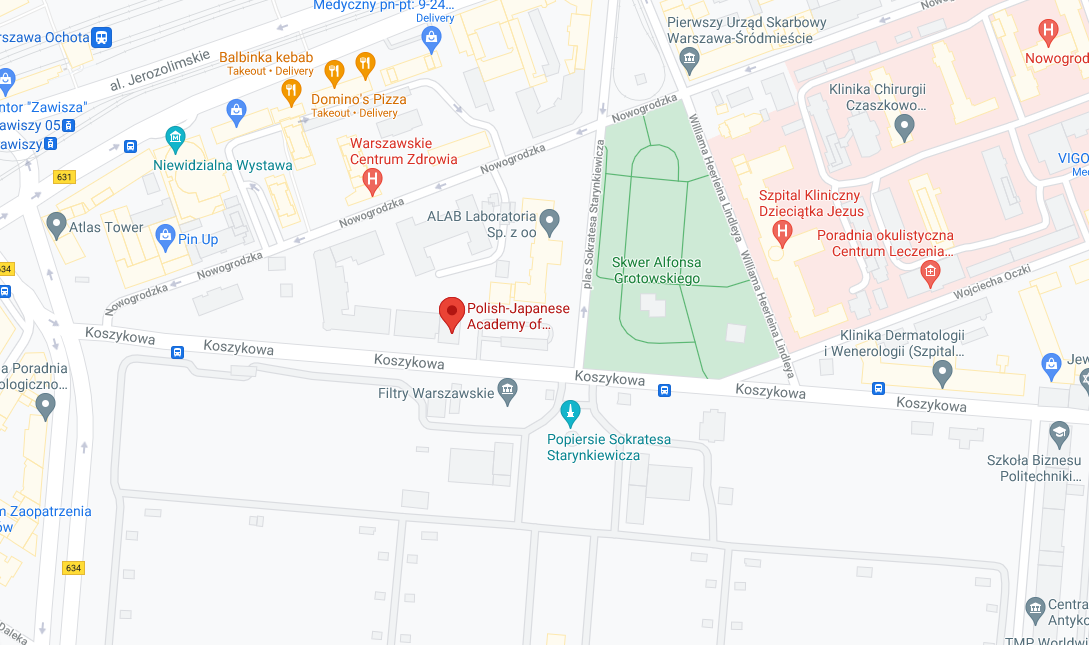 Medyczny pn-pt: 9-24...
Delivery
rszawa Ochota
al. Jerozolimskie
Balbinka kebab
Takeout • Delivery
Domino's Pizza
Takeout • Delivery
Pierwszy Urząd Skarbowy
Warszawa-Śródmieście
Nowogrodzka
Nowogrod
Klinika Chirurgii
Czaszkowo...
ntor "Zawisza"
awiszy 05
awiszy
Niewidzialna Wystawa
Warszawskie
Centrum Zdrowia
Nowogrodzka
Nowogrodzka
631
VIGO
Med
Atlas Tower
Pin Up
Nowogrodzka
ALAB Laboratoria
Sp. z oo
plac Sokratesa Starynkiewicza
Williama Heerleina Lindleya
Williama Heerleina Lindleya
Szpital Kliniczny
Dzieciątka Jezus
Poradnia okulistyczna
Centrum Leczenia...
Skwer Alfonsa
Grotowskiego
Nowogrodzka
Nowogrodzka
634
Wojciecha Oczki
Polish-Japanese
Academy of...
Koszykowa
Koszykowa
Koszykowa
Koszykowa
Koszykowa
Koszykowa
Klinika Dermatologii
i Wenerologii (Szpital...
Jew
a Poradnia
ologiczno...
Filtry Warszawskie
Popiersie Sokratesa
Starynkiewicza
Szkoła Biznesu
Politechniki...
m Zaopatrzenia
ów
634
Daleka
Centra
Antyko
TMP Worldwi